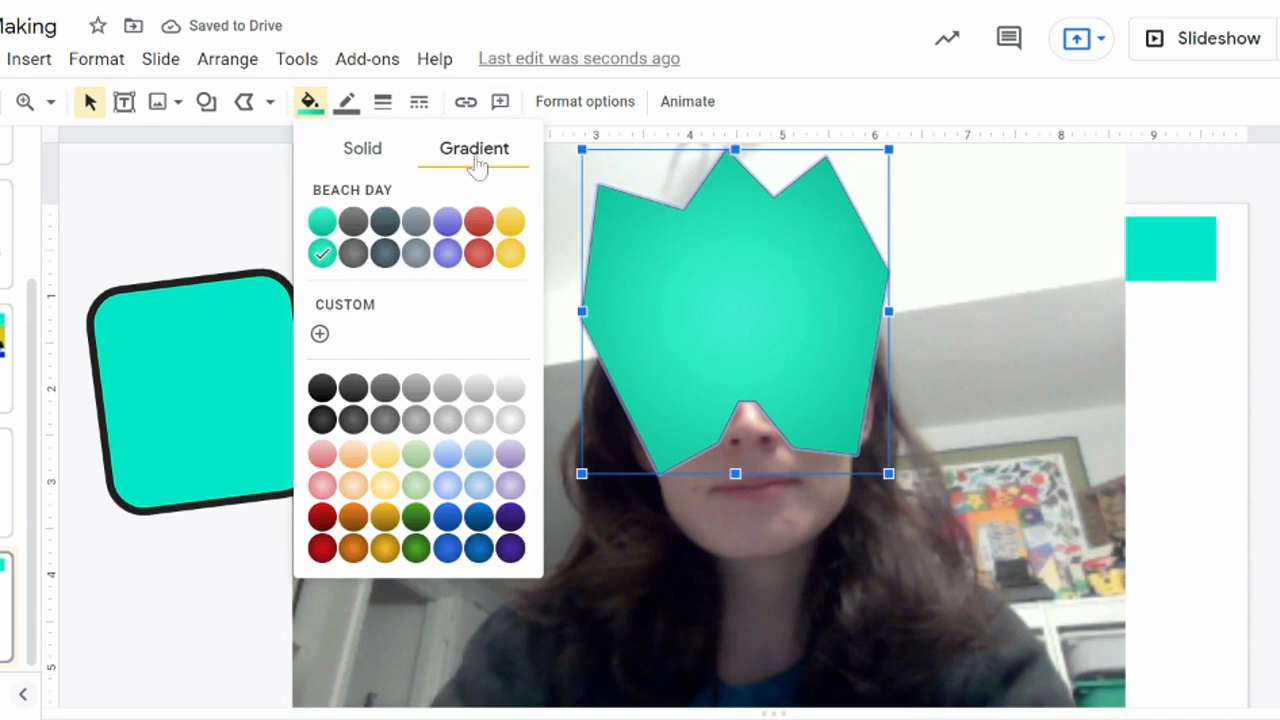 Making
Saved to Drive
Insert Format Slide Arrange Tools Add-ons Help Last edit was seconds ago
Slideshow
Format options Animate
3 4 5 6 7 8 9
Solid Gradient
BEACH DAY
CUSTOM
1
2
3
4
5